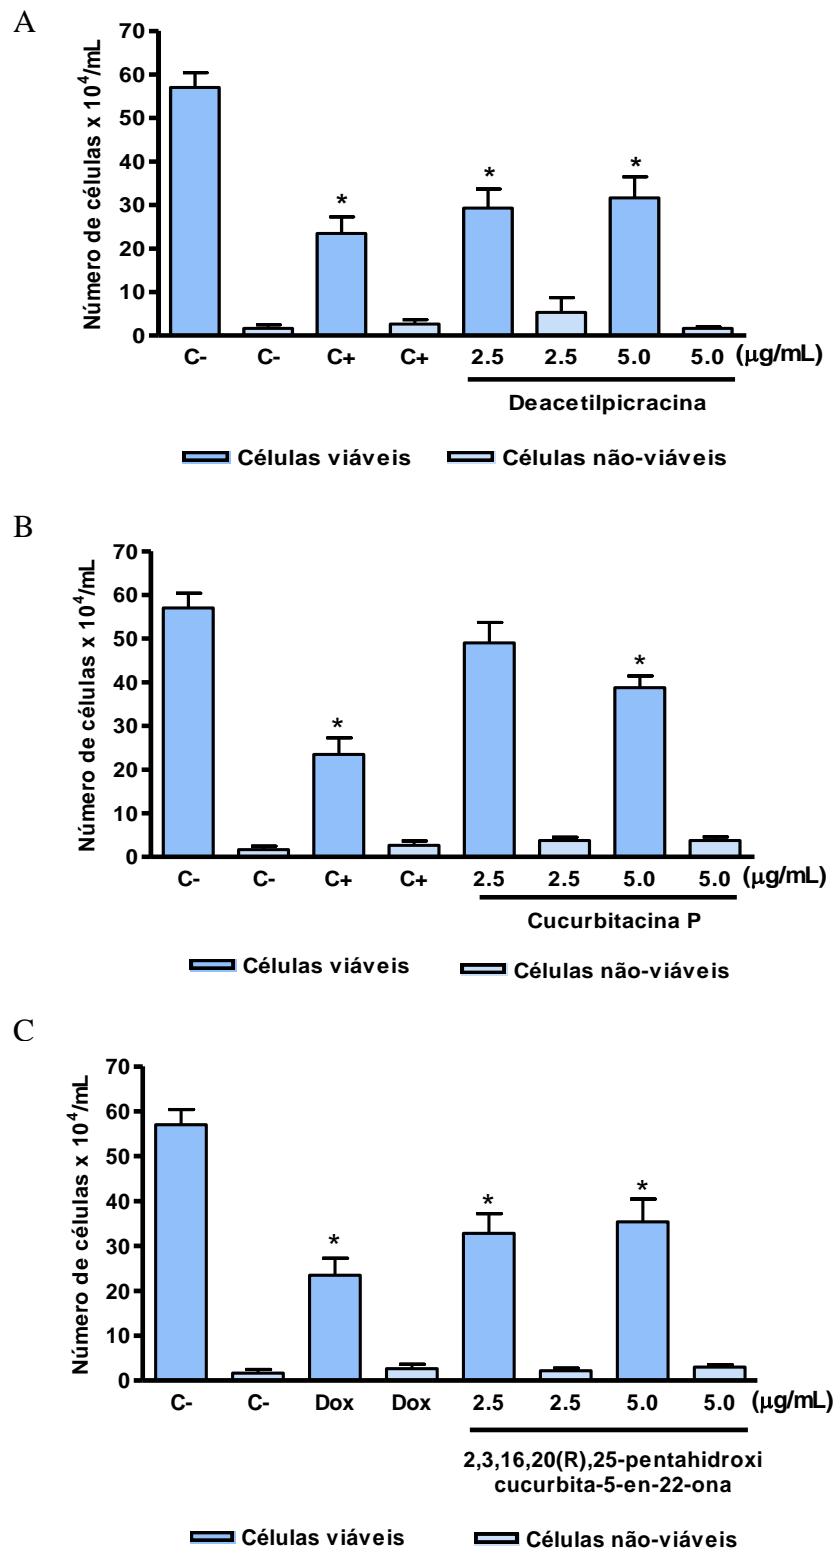 A
Número de células x 10⁴/mL
70
60
50
40
30
20
10
0
* * *
C- C- C+ C+ 2.5 2.5 5.0 5.0 (μg/mL)
Deacetilpicracina
Células viáveis Células não-viáveis
B
Número de células x 10⁴/mL
70
60
50
40
30
20
10
0
* *
C- C- C+ C+ 2.5 2.5 5.0 5.0 (μg/mL)
Cucurbitacina P
Células viáveis Células não-viáveis
C
Número de células x 10⁴/mL
70
60
50
40
30
20
10
0
* * *
C- C- Dox Dox 2.5 2.5 5.0 5.0 (μg/mL)
2,3,16,20(R),25-pentahidroxi
cucurbita-5-en-22-ona
Células viáveis Células não-viáveis